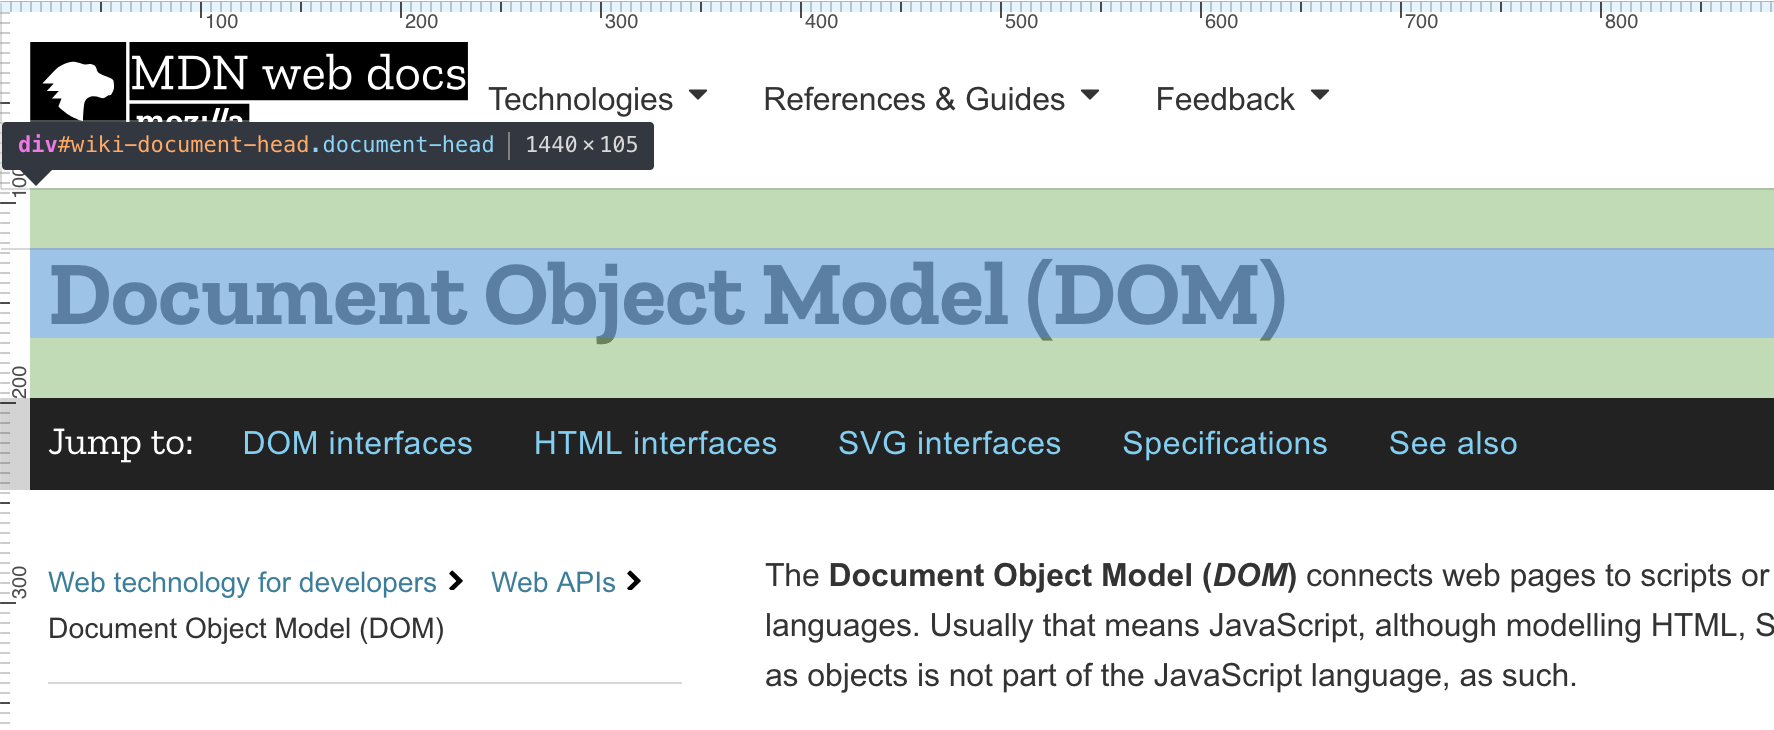 100 200 300 400 500 600 700 800
MDN web docs
moz://a
Technologies References & Guides Feedback
div#wiki-document-head.document-head 1440 × 105
100
Document Object Model (DOM)
200
Jump to: DOM interfaces HTML interfaces SVG interfaces Specifications See also
300
Web technology for developers Web APIs
Document Object Model (DOM)
The Document Object Model (DOM) connects web pages to scripts or
languages. Usually that means JavaScript, although modelling HTML, S
as objects is not part of the JavaScript language, as such.